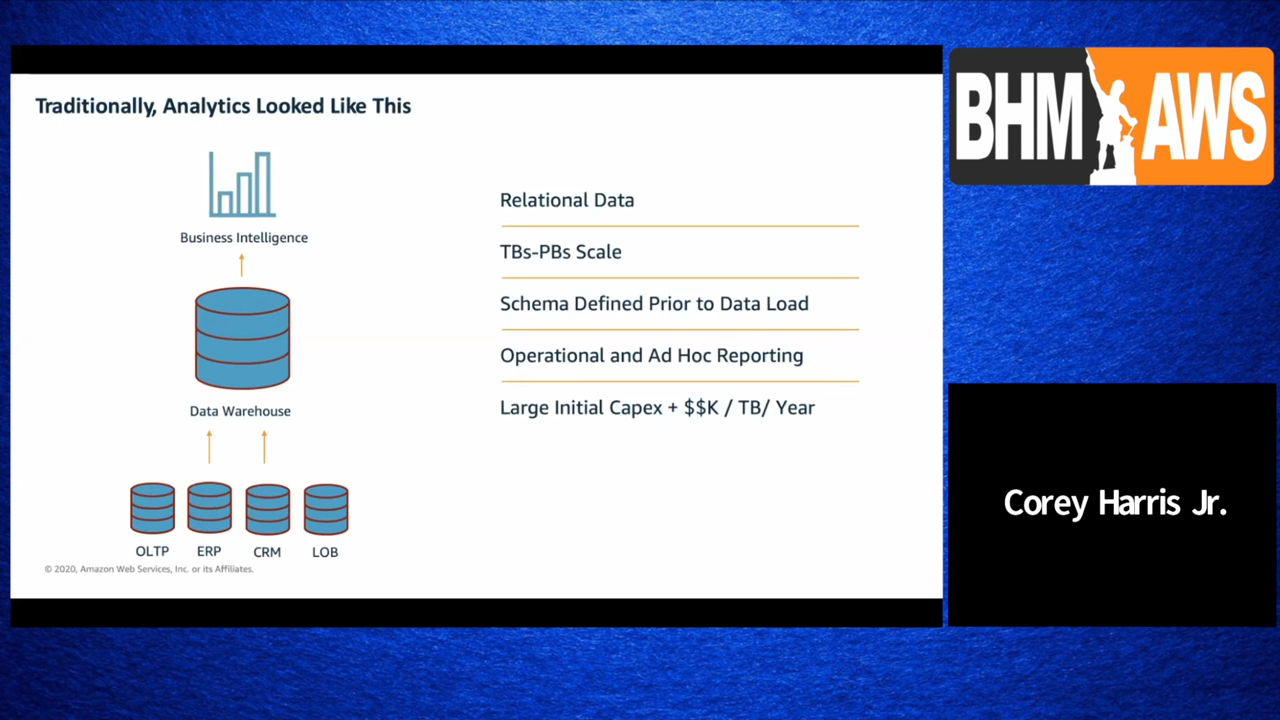 Traditionally, Analytics Looked Like This
Business Intelligence
Data Warehouse
OLTP ERP CRM LOB
© 2020, Amazon Web Services, Inc. or its Affiliates.
Relational Data
TBs-PBs Scale
Schema Defined Prior to Data Load
Operational and Ad Hoc Reporting
Large Initial Capex + $$K / TB/ Year
BHM AWS
Corey Harris Jr.